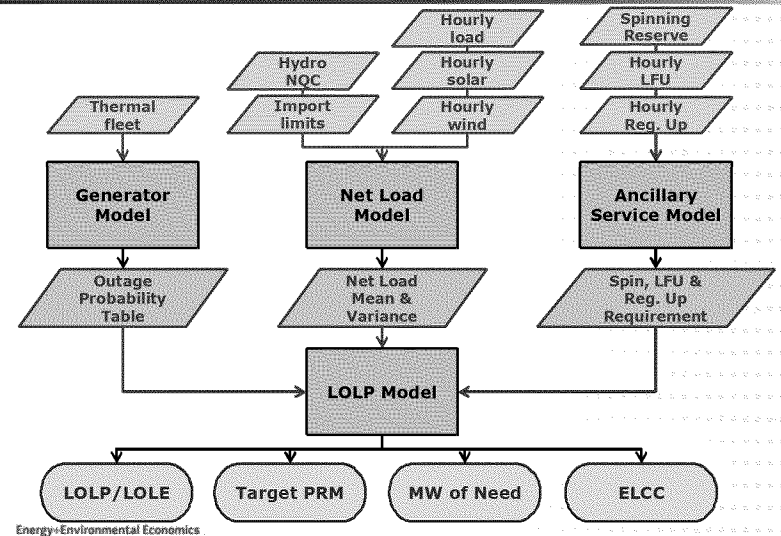 Hourly
load
Spinning
Reserve
Hydro
NQC
Hourly
solar
Hourly
LFU
Thermal
fleet
Import
limits
Hourly
wind
Hourly
Reg. Up
Generator
Model
Net Load
Model
Ancillary
Service Model
Outage
Probability
Table
Net Load
Mean &
Variance
Spin, LFU &
Reg. Up
Requirement
LOLP Model
LOLP/LOLE
Target PRM
MW of Need
ELCC
Energy+Environmental Economics